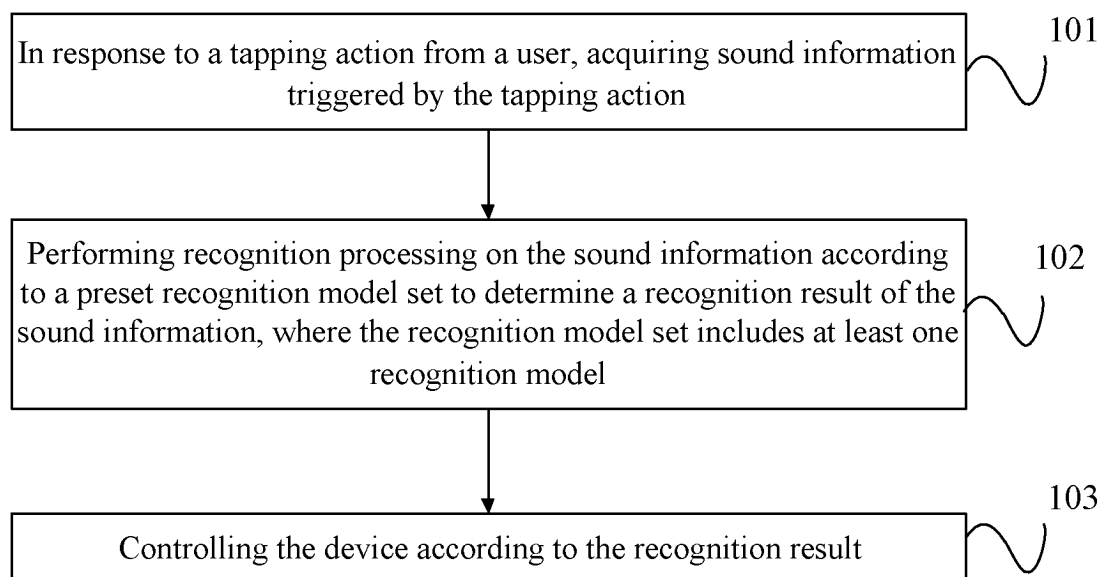 101
In response to a tapping action from a user, acquiring sound information
triggered by the tapping action
Performing recognition processing on the sound information according
102
to a preset recognition model set to determine a recognition result of the
sound information, where the recognition model set includes at least one
recognition model
103
Controlling the device according to the recognition result